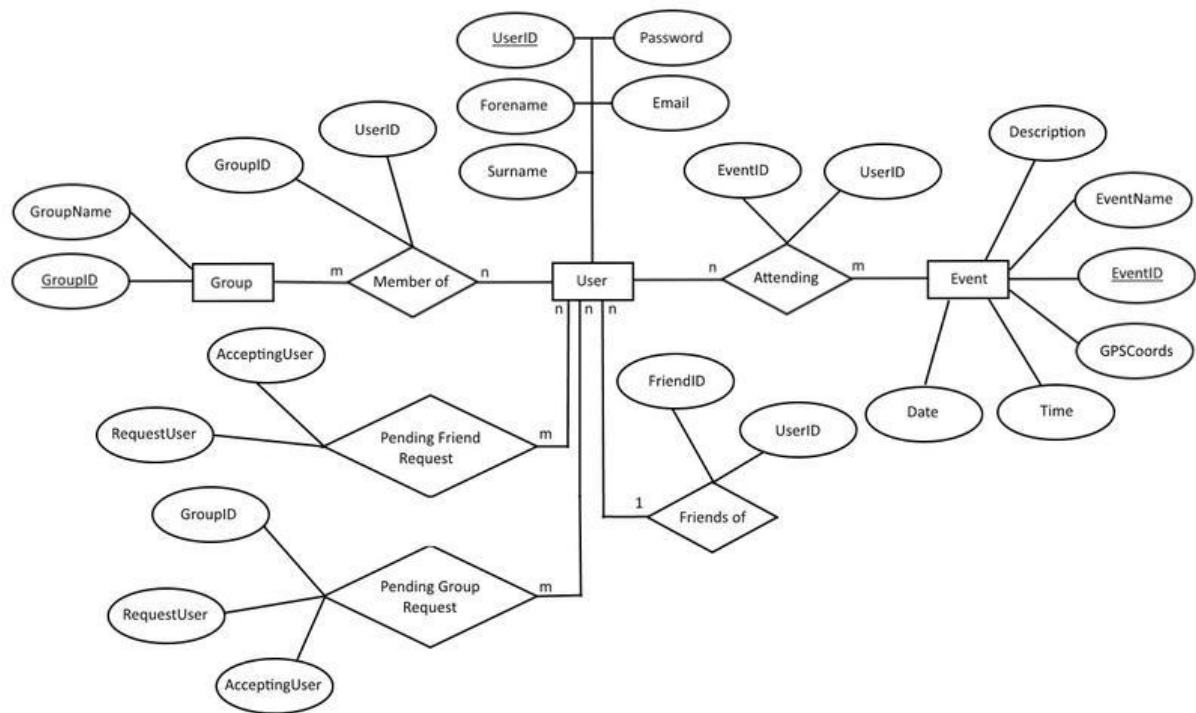 UserID
Password
Forename
Email
Surname
UserID
GroupID
GroupName
GroupID
Group
m
Member of
n
User
n
n
n
EventID
UserID
n
Attending
m
Event
Description
EventName
EventID
GPSCoords
Time
Date
AcceptingUser
RequestUser
Pending Friend
Request
m
FriendID
UserID
1
Friends of
GroupID
RequestUser
AcceptingUser
Pending Group
Request
m